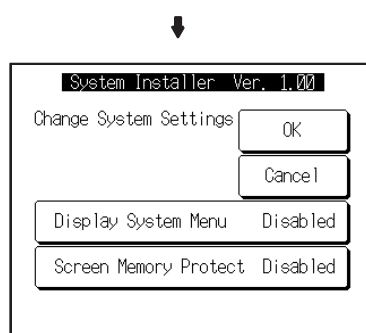 System Installer Ver. 1.00
Change System Settings
OK
Cancel
Display System Menu Disabled
Screen Memory Protect Disabled